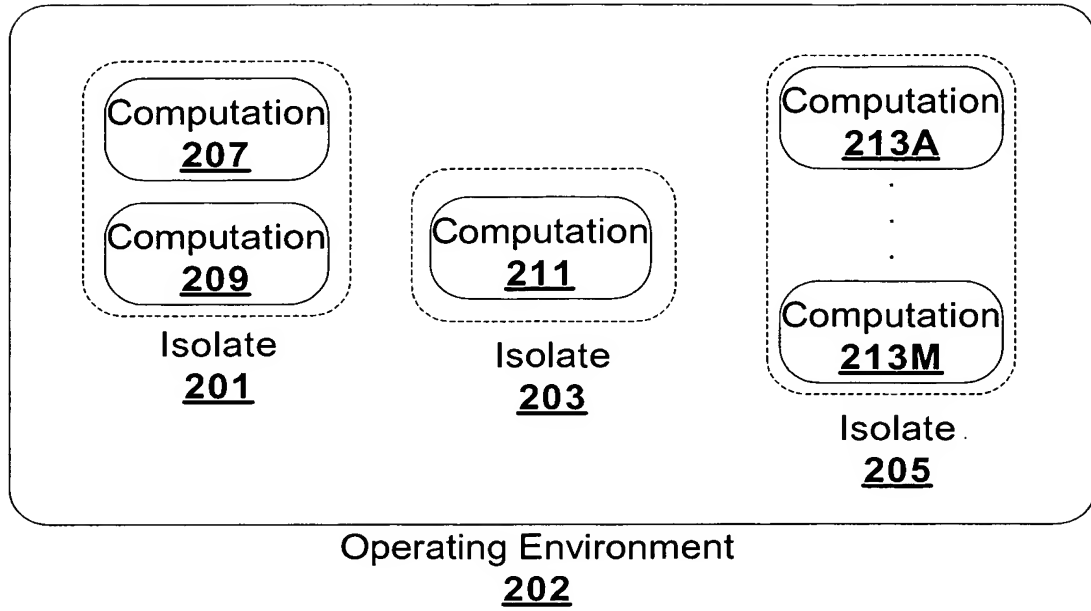 Computation
207
Computation
209
Isolate
201
Computation
211
Isolate
203
Computation
213A
Computation
213M
Isolate
205
Operating Environment
202